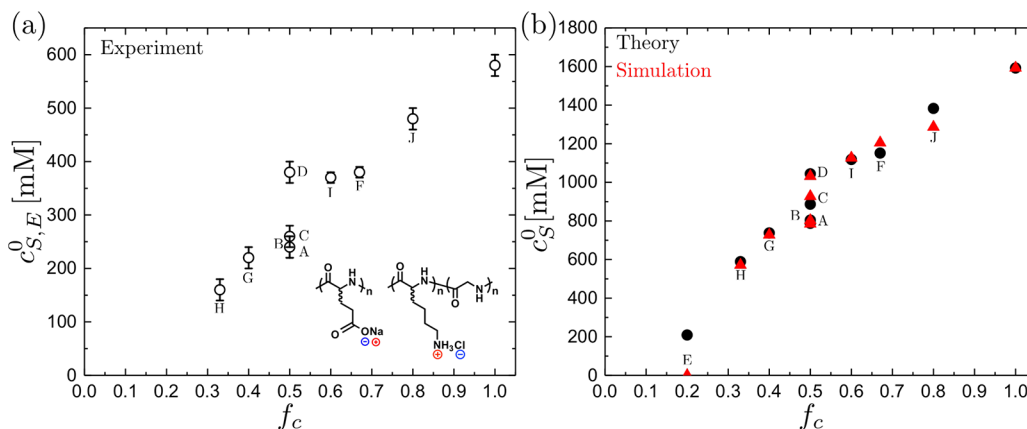 (a)
Experiment
600
500
400
300
200
100
0
c⁰S,E [mM]
H
G
B
C
A
D
I
F
J
O
H
N
n
O
ONa
⊖ ⊕
O
H
N
n
O
N
H
n
NH₃Cl
⊕ ⊖
0.0 0.1 0.2 0.3 0.4 0.5 0.6 0.7 0.8 0.9 1.0
fc
(b)
Theory
Simulation
1800
1600
1400
1200
1000
800
600
400
200
0
c⁰S [mM]
E
H
G
B
A
C
D
I
F
J
0.0 0.1 0.2 0.3 0.4 0.5 0.6 0.7 0.8 0.9 1.0
fc